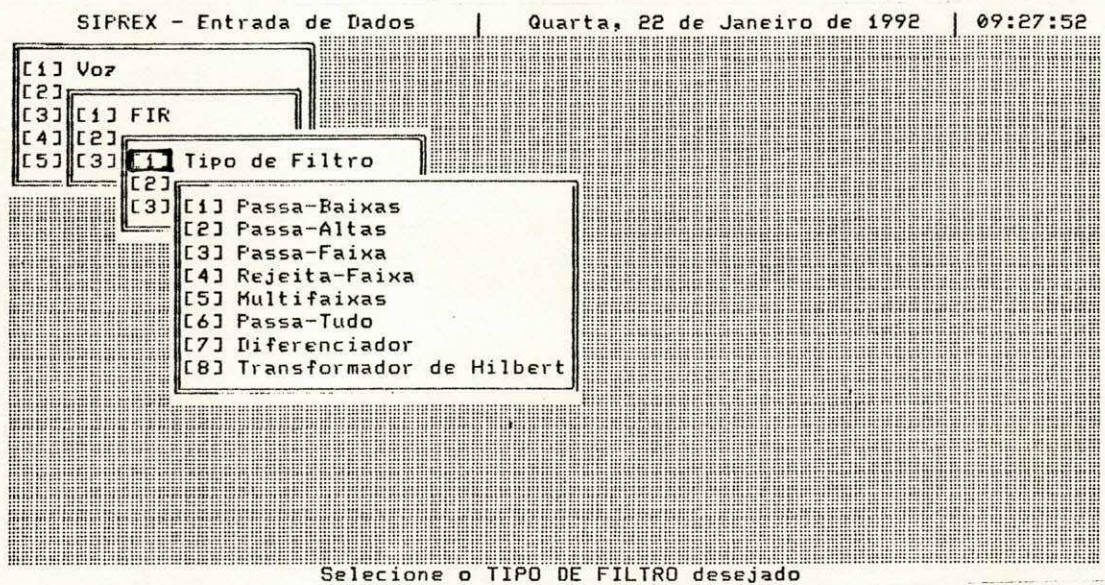 SIPREX - Entrada de Dados | Quarta, 22 de Janeiro de 1992 | 09:27:52
[1] Voz
[2]
[3] [1] FIR
[4] [2]
[5] [3] [1] Tipo de Filtro
[2]
[3] [1] Passa-Baixas
[2] Passa-Altas
[3] Passa-Faixa
[4] Rejeita-Faixa
[5] Multifaixas
[6] Passa-Tudo
[7] Diferenciador
[8] Transformador de Hilbert
Selecione o TIPO DE FILTRO desejado